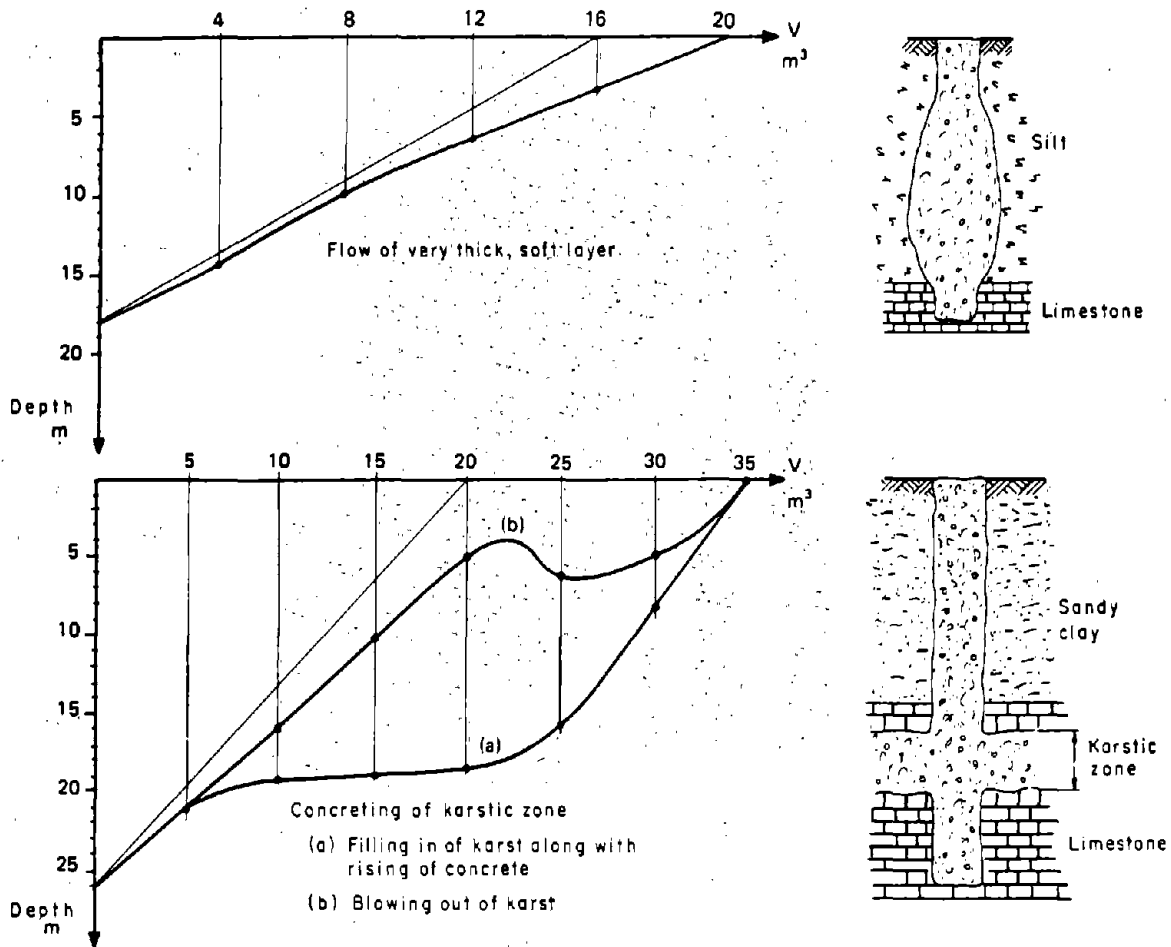 4 8 12 16 20 V
m³
5
10
15
20
Depth
m
Flow of very thick, soft layer
Silt
Limestone
5 10 15 20 25 30 35 V
m³
5
10
15
20
25
Depth
m
(b)
(a)
Concreting of karstic zone
(a) Filling in of karst along with
rising of concrete
(b) Blowing out of karst
Sandy
clay
Karstic
zone
Limestone